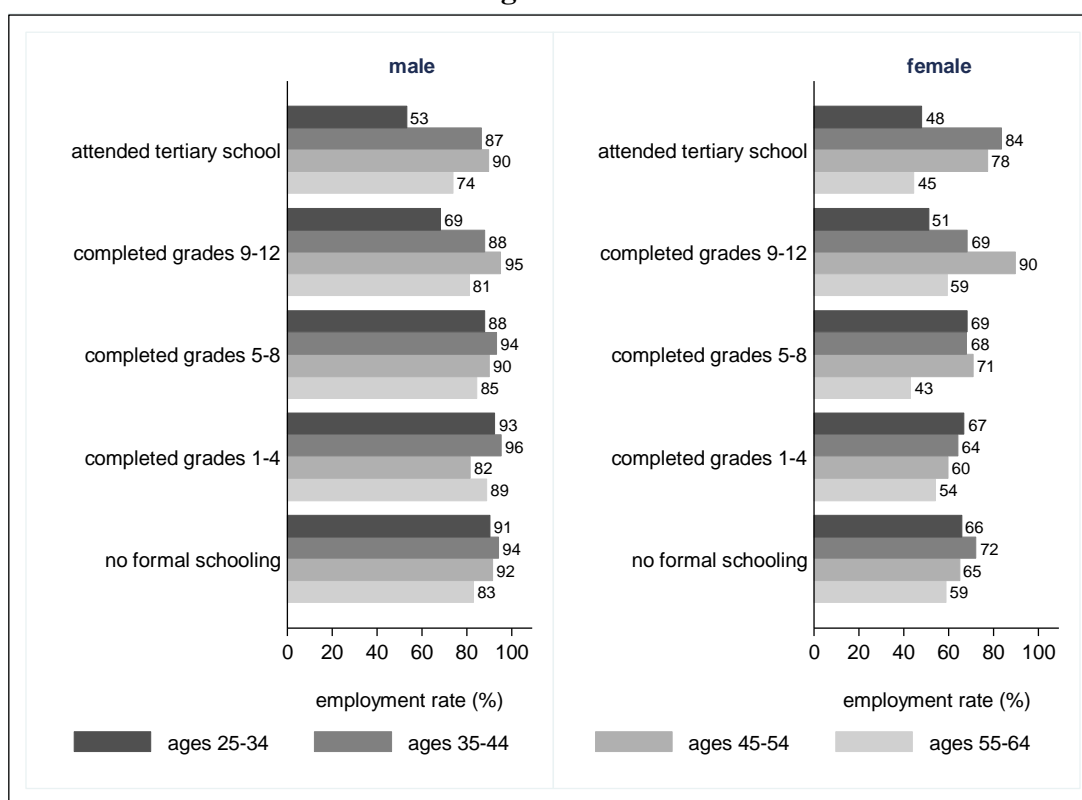 male
attended tertiary school
53
87
90
74
completed grades 9-12
69
88
95
81
completed grades 5-8
88
94
90
85
completed grades 1-4
93
96
82
89
no formal schooling
91
94
92
83
0 20 40 60 80 100
employment rate (%)
female
attended tertiary school
48
84
78
45
completed grades 9-12
51
69
90
59
completed grades 5-8
69
68
71
43
completed grades 1-4
67
64
60
54
no formal schooling
66
72
65
59
0 20 40 60 80 100
employment rate (%)
ages 25-34 ages 35-44 ages 45-54 ages 55-64